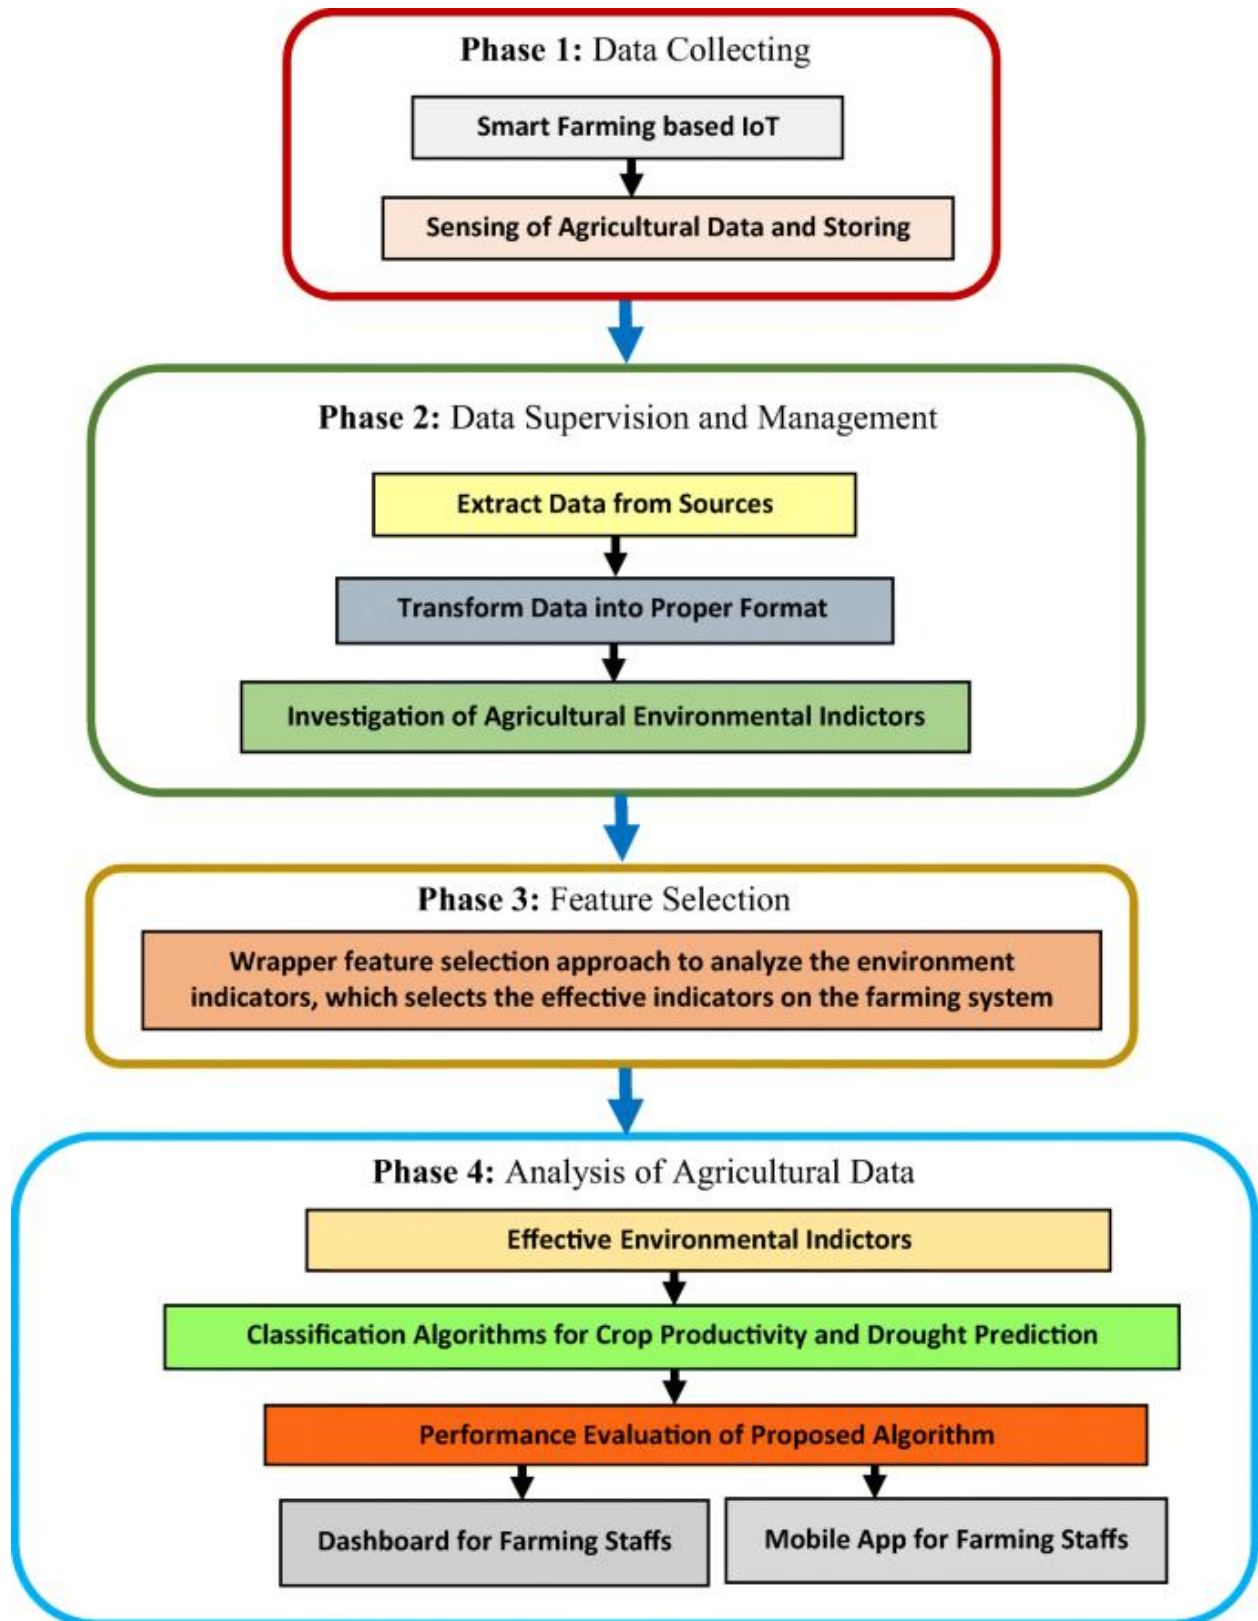 Phase 1: Data Collecting
Smart Farming based IoT
Sensing of Agricultural Data and Storing
Phase 2: Data Supervision and Management
Extract Data from Sources
Transform Data into Proper Format
Investigation of Agricultural Environmental Indictors
Phase 3: Feature Selection
Wrapper feature selection approach to analyze the environment
indicators, which selects the effective indicators on the farming system
Phase 4: Analysis of Agricultural Data
Effective Environmental Indictors
Classification Algorithms for Crop Productivity and Drought Prediction
Performance Evaluation of Proposed Algorithm
Dashboard for Farming Staffs
Mobile App for Farming Staffs